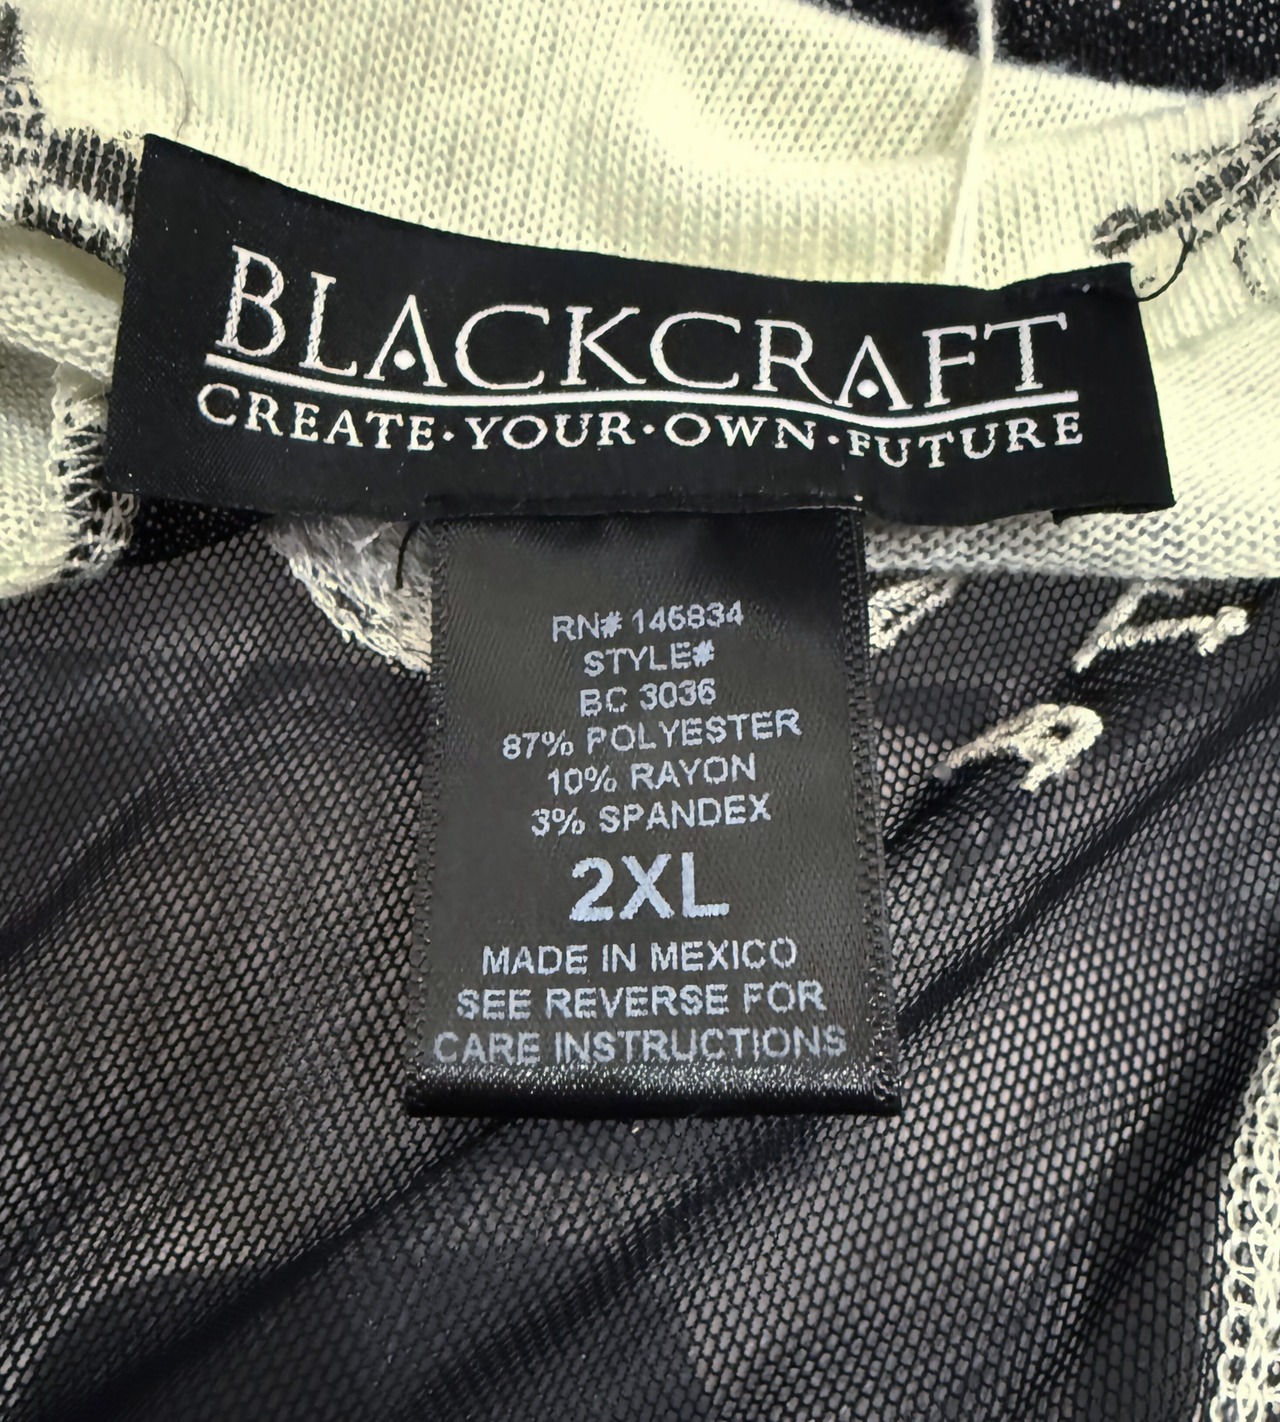 BLACKCRAFT
CREATE·YOUR·OWN·FUTURE
RN# 146834
STYLE#
BC 3036
87% POLYESTER
10% RAYON
3% SPANDEX
2XL
MADE IN MEXICO
SEE REVERSE FOR
CARE INSTRUCTIONS